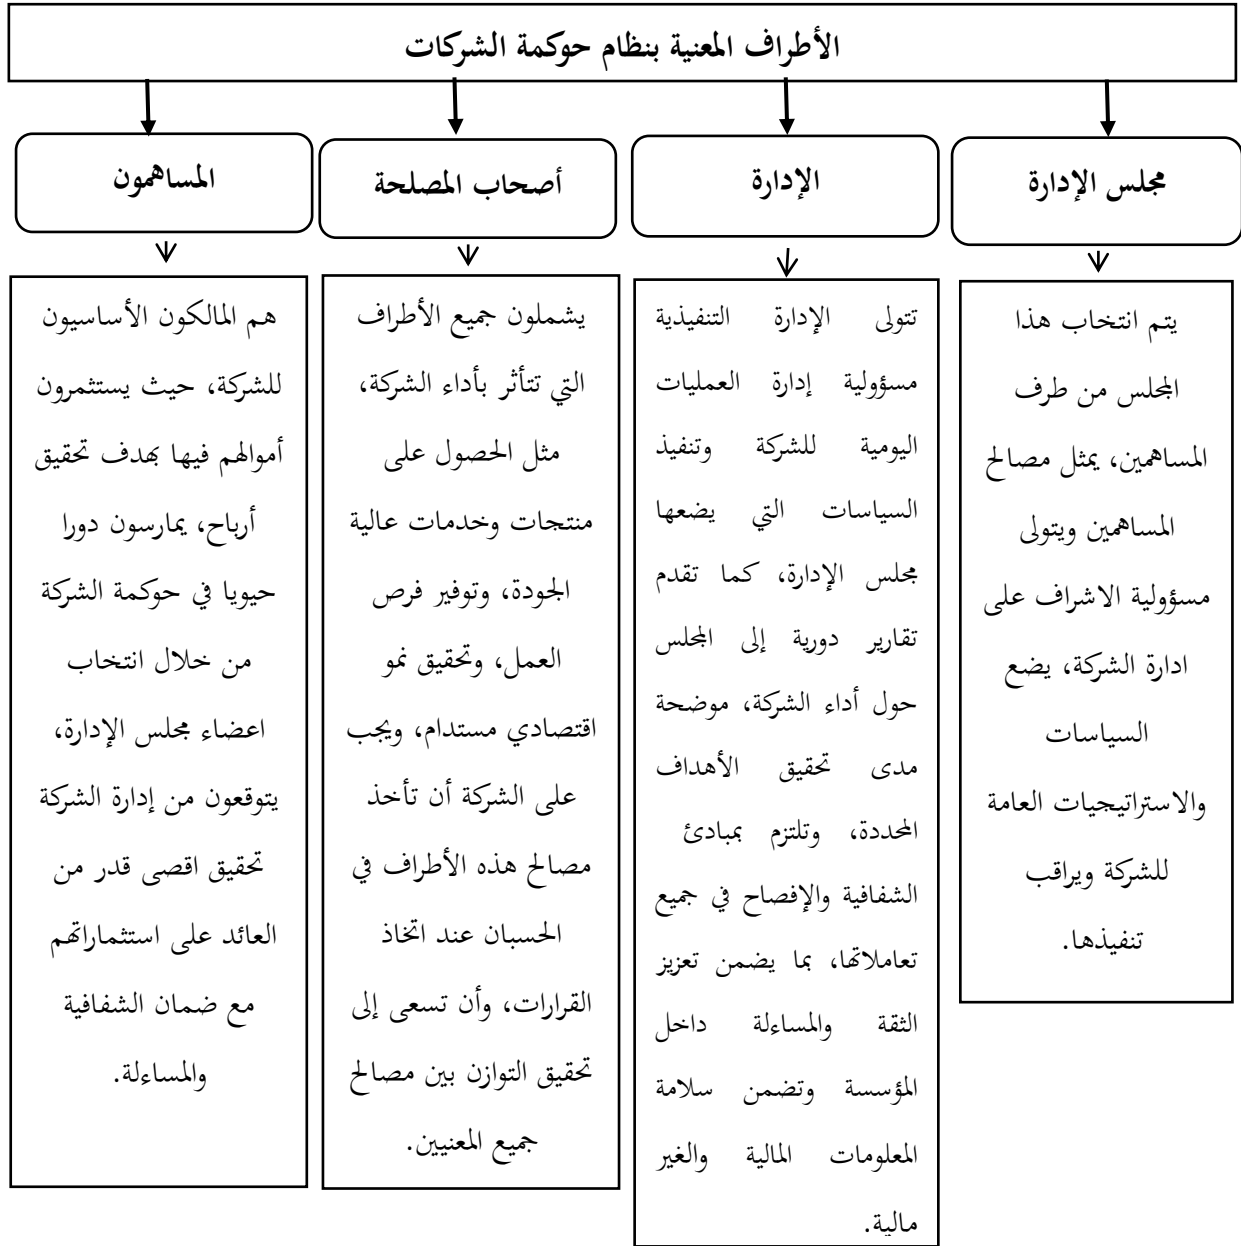 الأطراف المعنية بنظام حوكمة الشركات
مجلس الإدارة
يتم انتخاب هذا
المجلس من طرف
المساهمين، يمثل مصالح
المساهمين ويتولى
مسؤولية الاشراف على
ادارة الشركة، يضع
السياسات
والاستراتيجيات العامة
للشركة ويراقب
تنفيذها.
الإدارة
تتولى الإدارة التنفيذية
مسؤولية إدارة العمليات
اليومية للشركة وتنفيذ
السياسات التي يضعها
مجلس الإدارة، كما تقدم
تقارير دورية إلى المجلس
حول أداء الشركة، موضحة
مدى تحقيق الأهداف
المحددة، وتلتزم بمبادئ
الشفافية والإفصاح في جميع
تعاملاتها، بما يضمن تعزيز
الثقة والمساءلة داخل
المؤسسة وتضمن سلامة
المعلومات المالية والغير
مالية.
أصحاب المصلحة
يشملون جميع الأطراف
التي تتأثر بأداء الشركة،
مثل الحصول على
منتجات وخدمات عالية
الجودة، وتوفير فرص
العمل، وتحقيق نمو
اقتصادي مستدام، ويجب
على الشركة أن تأخذ
مصالح هذه الأطراف في
الحسبان عند اتخاذ
القرارات، وأن تسعى إلى
تحقيق التوازن بين مصالح
جميع المعنيين.
المساهمون
هم المالكون الأساسيون
للشركة، حيث يستثمرون
أموالهم فيها بهدف تحقيق
أرباح، يمارسون دورا
حيويا في حوكمة الشركة
من خلال انتخاب
اعضاء مجلس الإدارة،
يتوقعون من إدارة الشركة
تحقيق اقصى قدر من
العائد على استثماراتهم
مع ضمان الشفافية
والمساءلة.